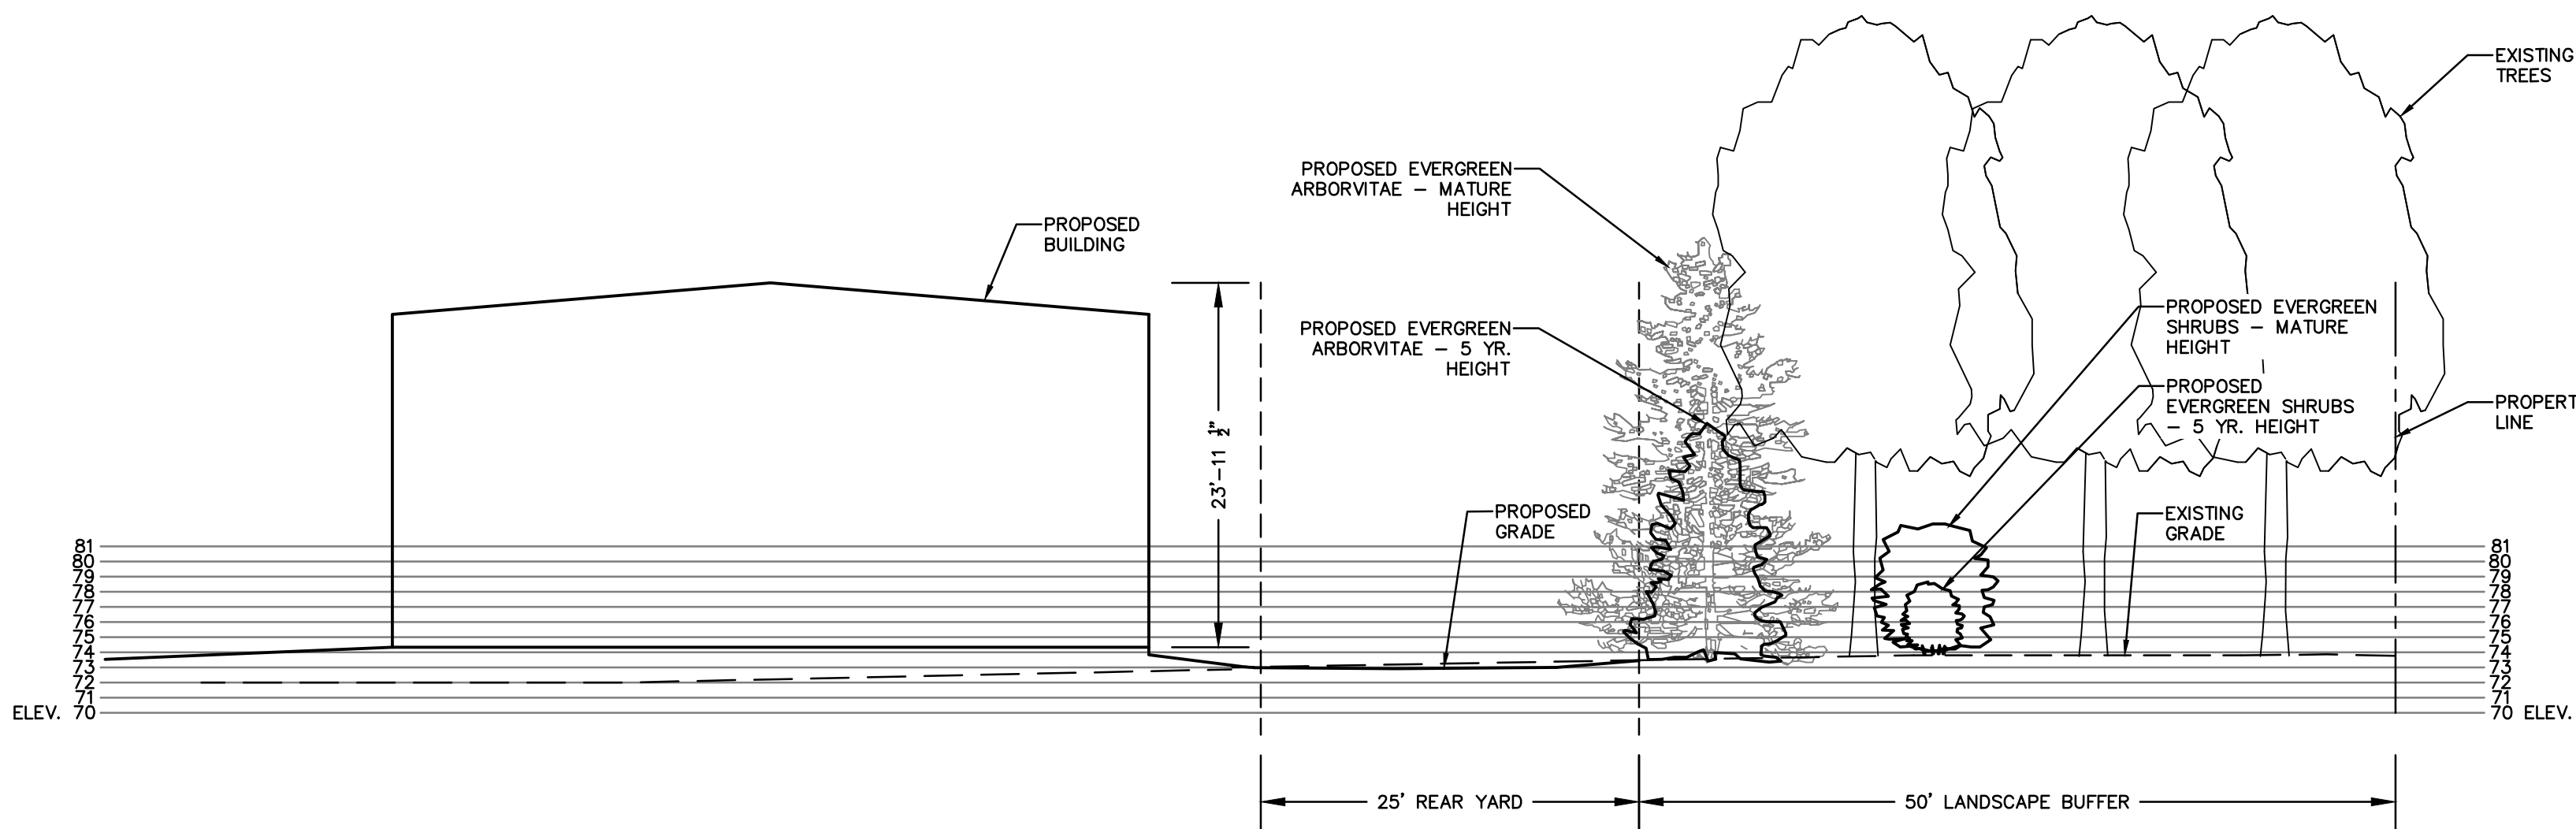 EXISTING
TREES
PROPOSED EVERGREEN
ARBORVITAE – MATURE
HEIGHT
PROPOSED
BUILDING
PROPOSED EVERGREEN
SHRUBS – MATURE
HEIGHT
PROPOSED EVERGREEN
ARBORVITAE – 5 YR.
HEIGHT
PROPOSED
EVERGREEN SHRUBS
– 5 YR. HEIGHT
PROPERT
LINE
23'–11 ½"
PROPOSED
GRADE
EXISTING
GRADE
81
80
79
78
77
76
75
74
73
72
71
ELEV. 70
81
80
79
78
77
76
75
74
73
72
71
70 ELEV.
25' REAR YARD
50' LANDSCAPE BUFFER